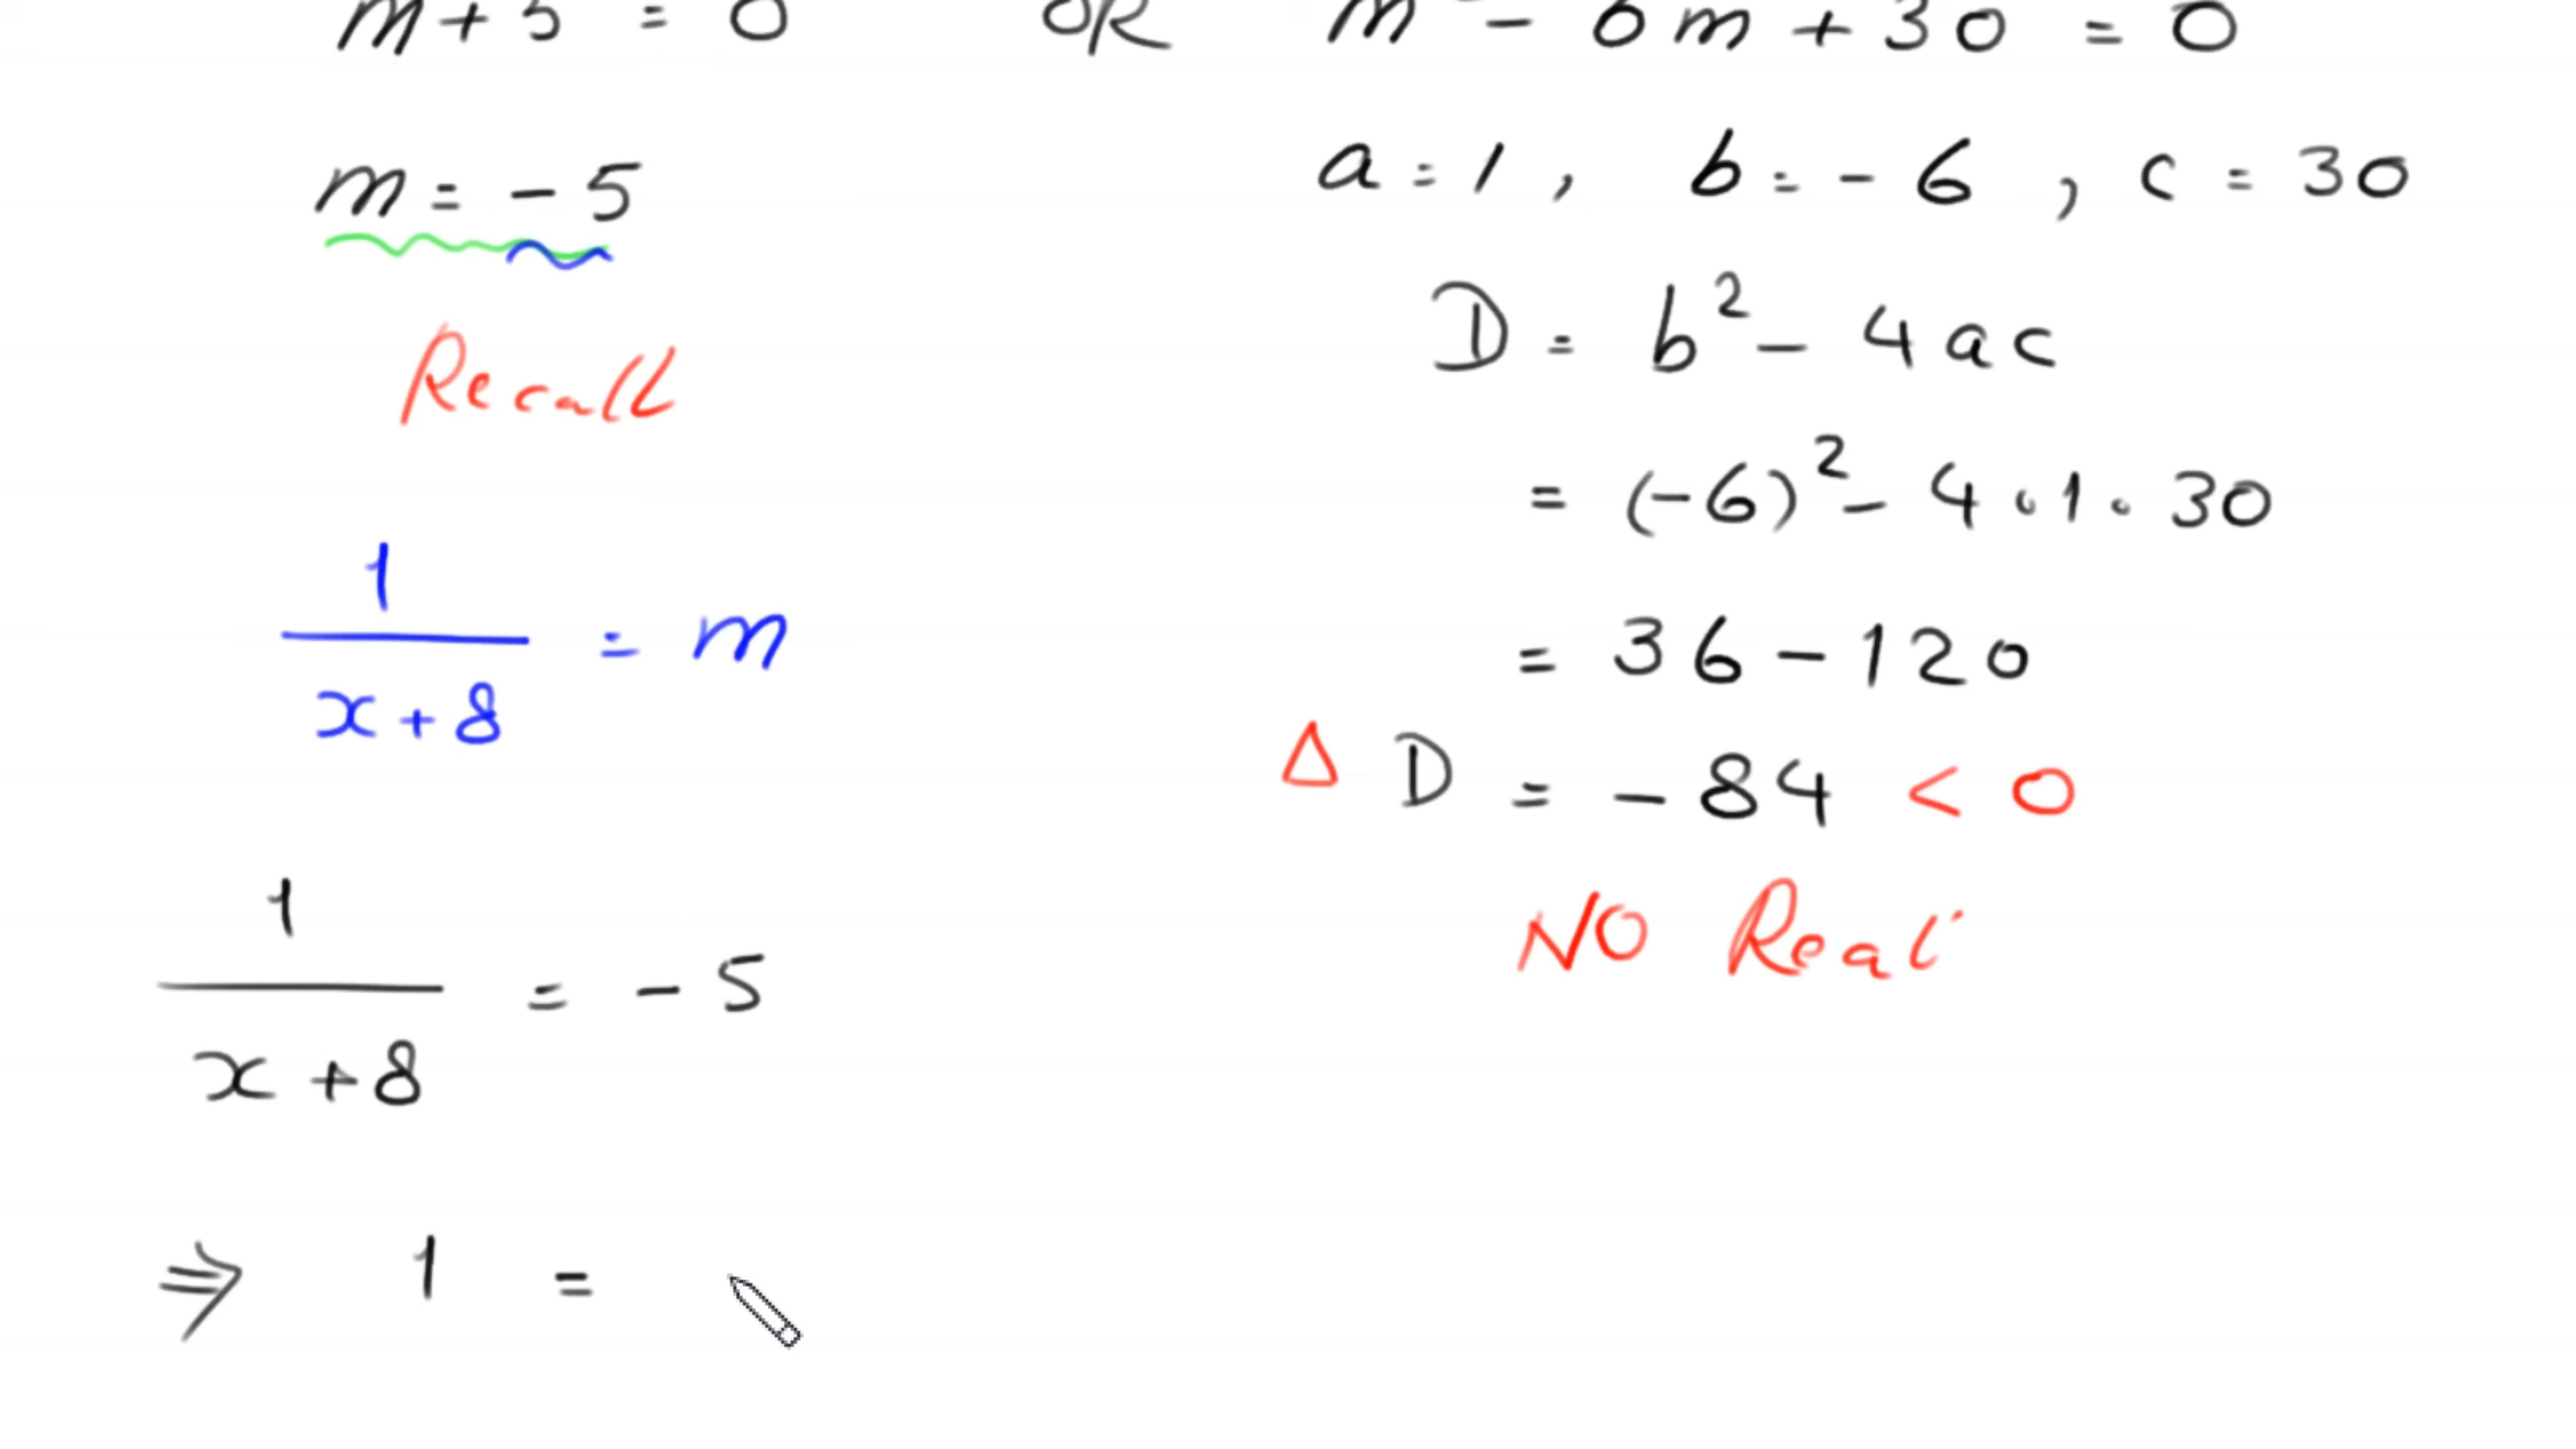 m + 5 = 0 OR m² - 6m + 30 = 0
m = -5
Recall
1/(x+8) = m
1/(x+8) = -5
⇒ 1 =
a = 1, b = -6, c = 30
D = b² - 4ac
= (-6)² - 4·1·30
= 36 - 120
Δ D = -84 < 0
NO Real